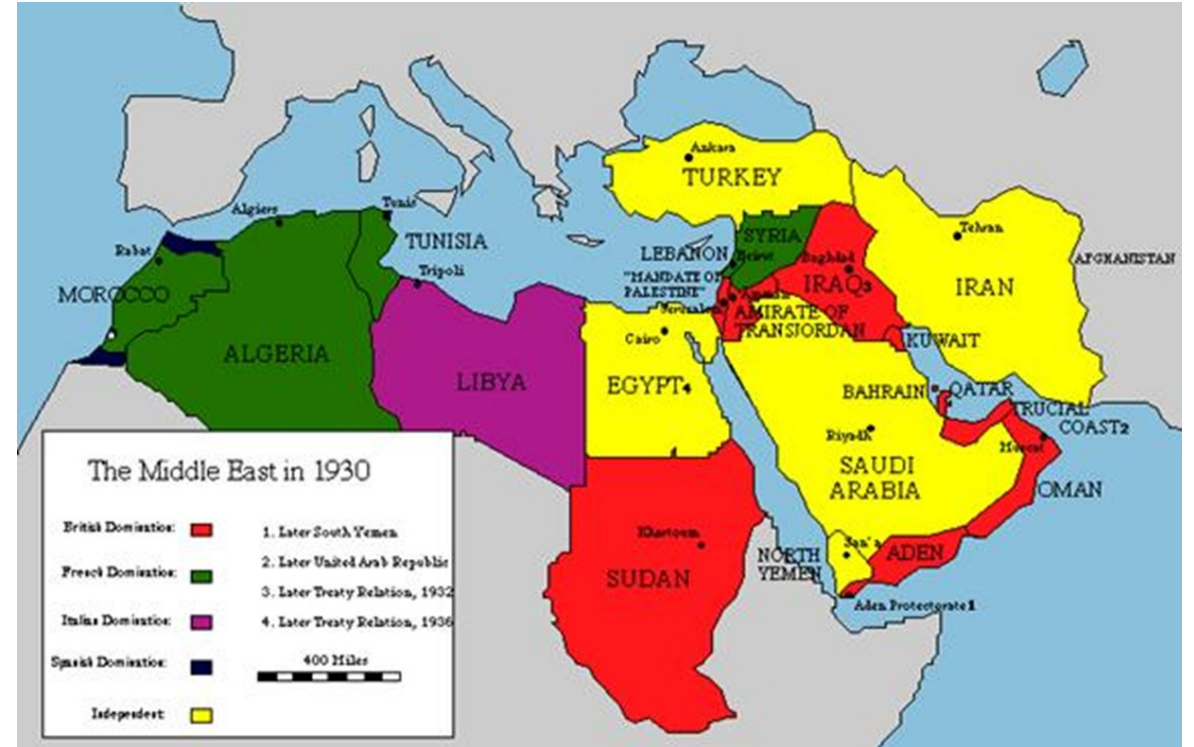 Ankara
TURKEY
Algiers
Tunis
Rabat
TUNISIA
Tripoli
MOROCCO
ALGERIA
LIBYA
SYRIA
LEBANON
Beirut
"MANDATE OF
PALESTINE"
Jerusalem
Amman
AMIRATE OF
TRANSJORDAN
Baghdad
IRAQ3
Tehran
IRAN
AFGHANISTAN
Cairo
EGYPT4
KUWAIT
BAHRAIN
QATAR
TRUCIAL
COAST2
Riyadh
Muscat
SAUDI
ARABIA
OMAN
Khartoum
SUDAN
NORTH
YEMEN
San'a
ADEN
Aden Protectorate1
The Middle East in 1930
British Domination:
French Domination:
Italian Domination:
Spanish Domination:
Independent:
1. Later South Yemen
2. Later United Arab Republic
3. Later Treaty Relation, 1932
4. Later Treaty Relation, 1936
400 Miles